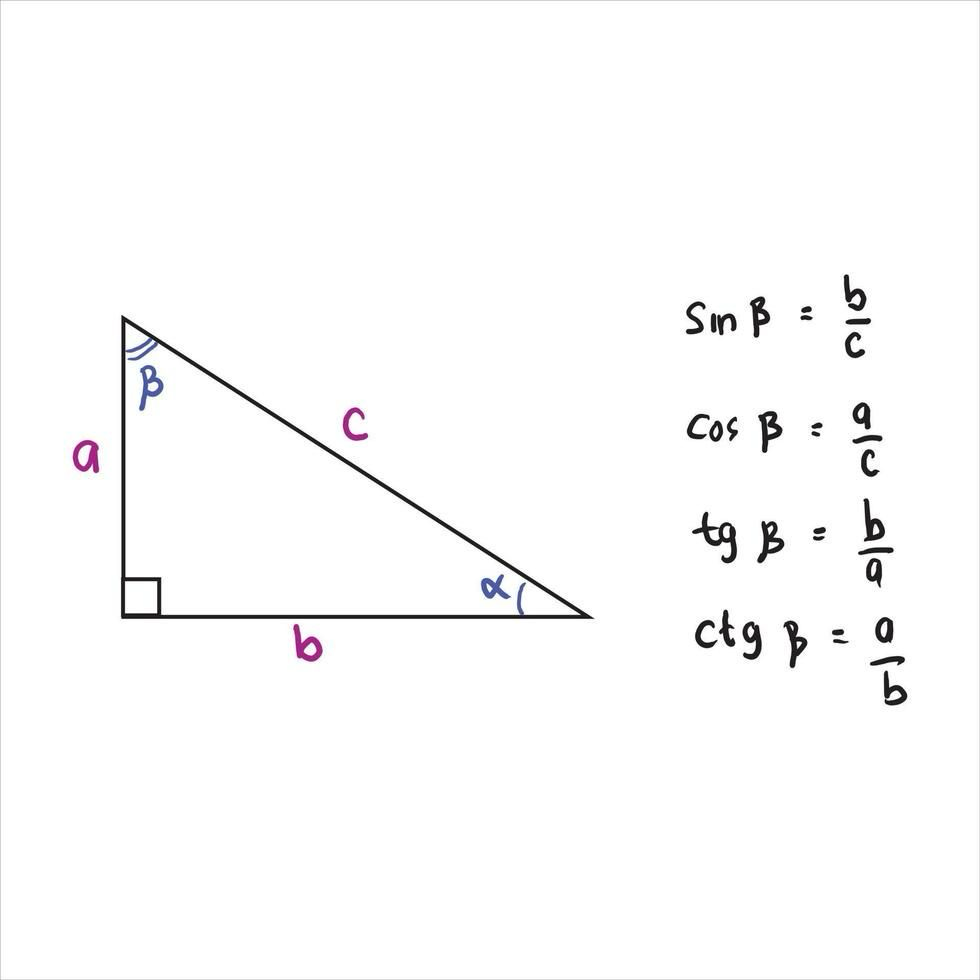 β
a
c
α
b
sin β = b/c
cos β = a/c
tg β = b/a
ctg β = a/b